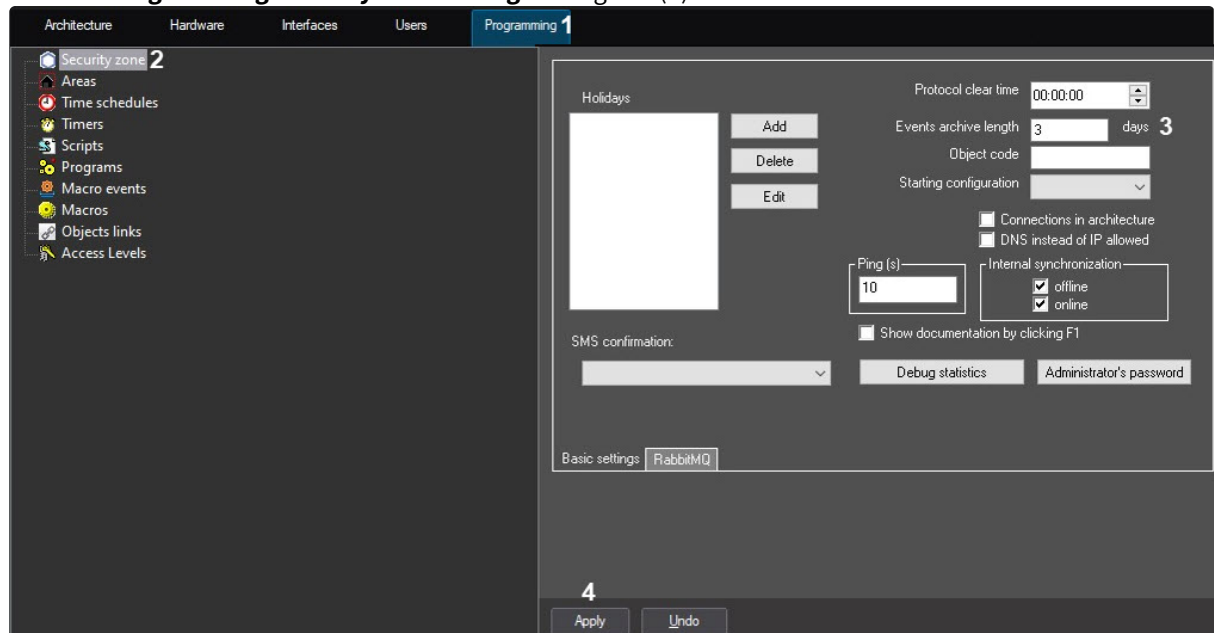 Architecture Hardware Interfaces Users Programming 1
Security zone 2
Areas
Time schedules
Timers
Scripts
Programs
Macro events
Macros
Objects links
Access Levels
Holidays
Add
Delete
Edit
SMS confirmation:
Protocol clear time 00:00:00
Events archive length 3 days 3
Object code
Starting configuration
Connections in architecture
DNS instead of IP allowed
Ping (s)
10
Internal synchronization
offline
online
Show documentation by clicking F1
Debug statistics Administrator's password
Basic settings RabbitMQ
4
Apply Undo